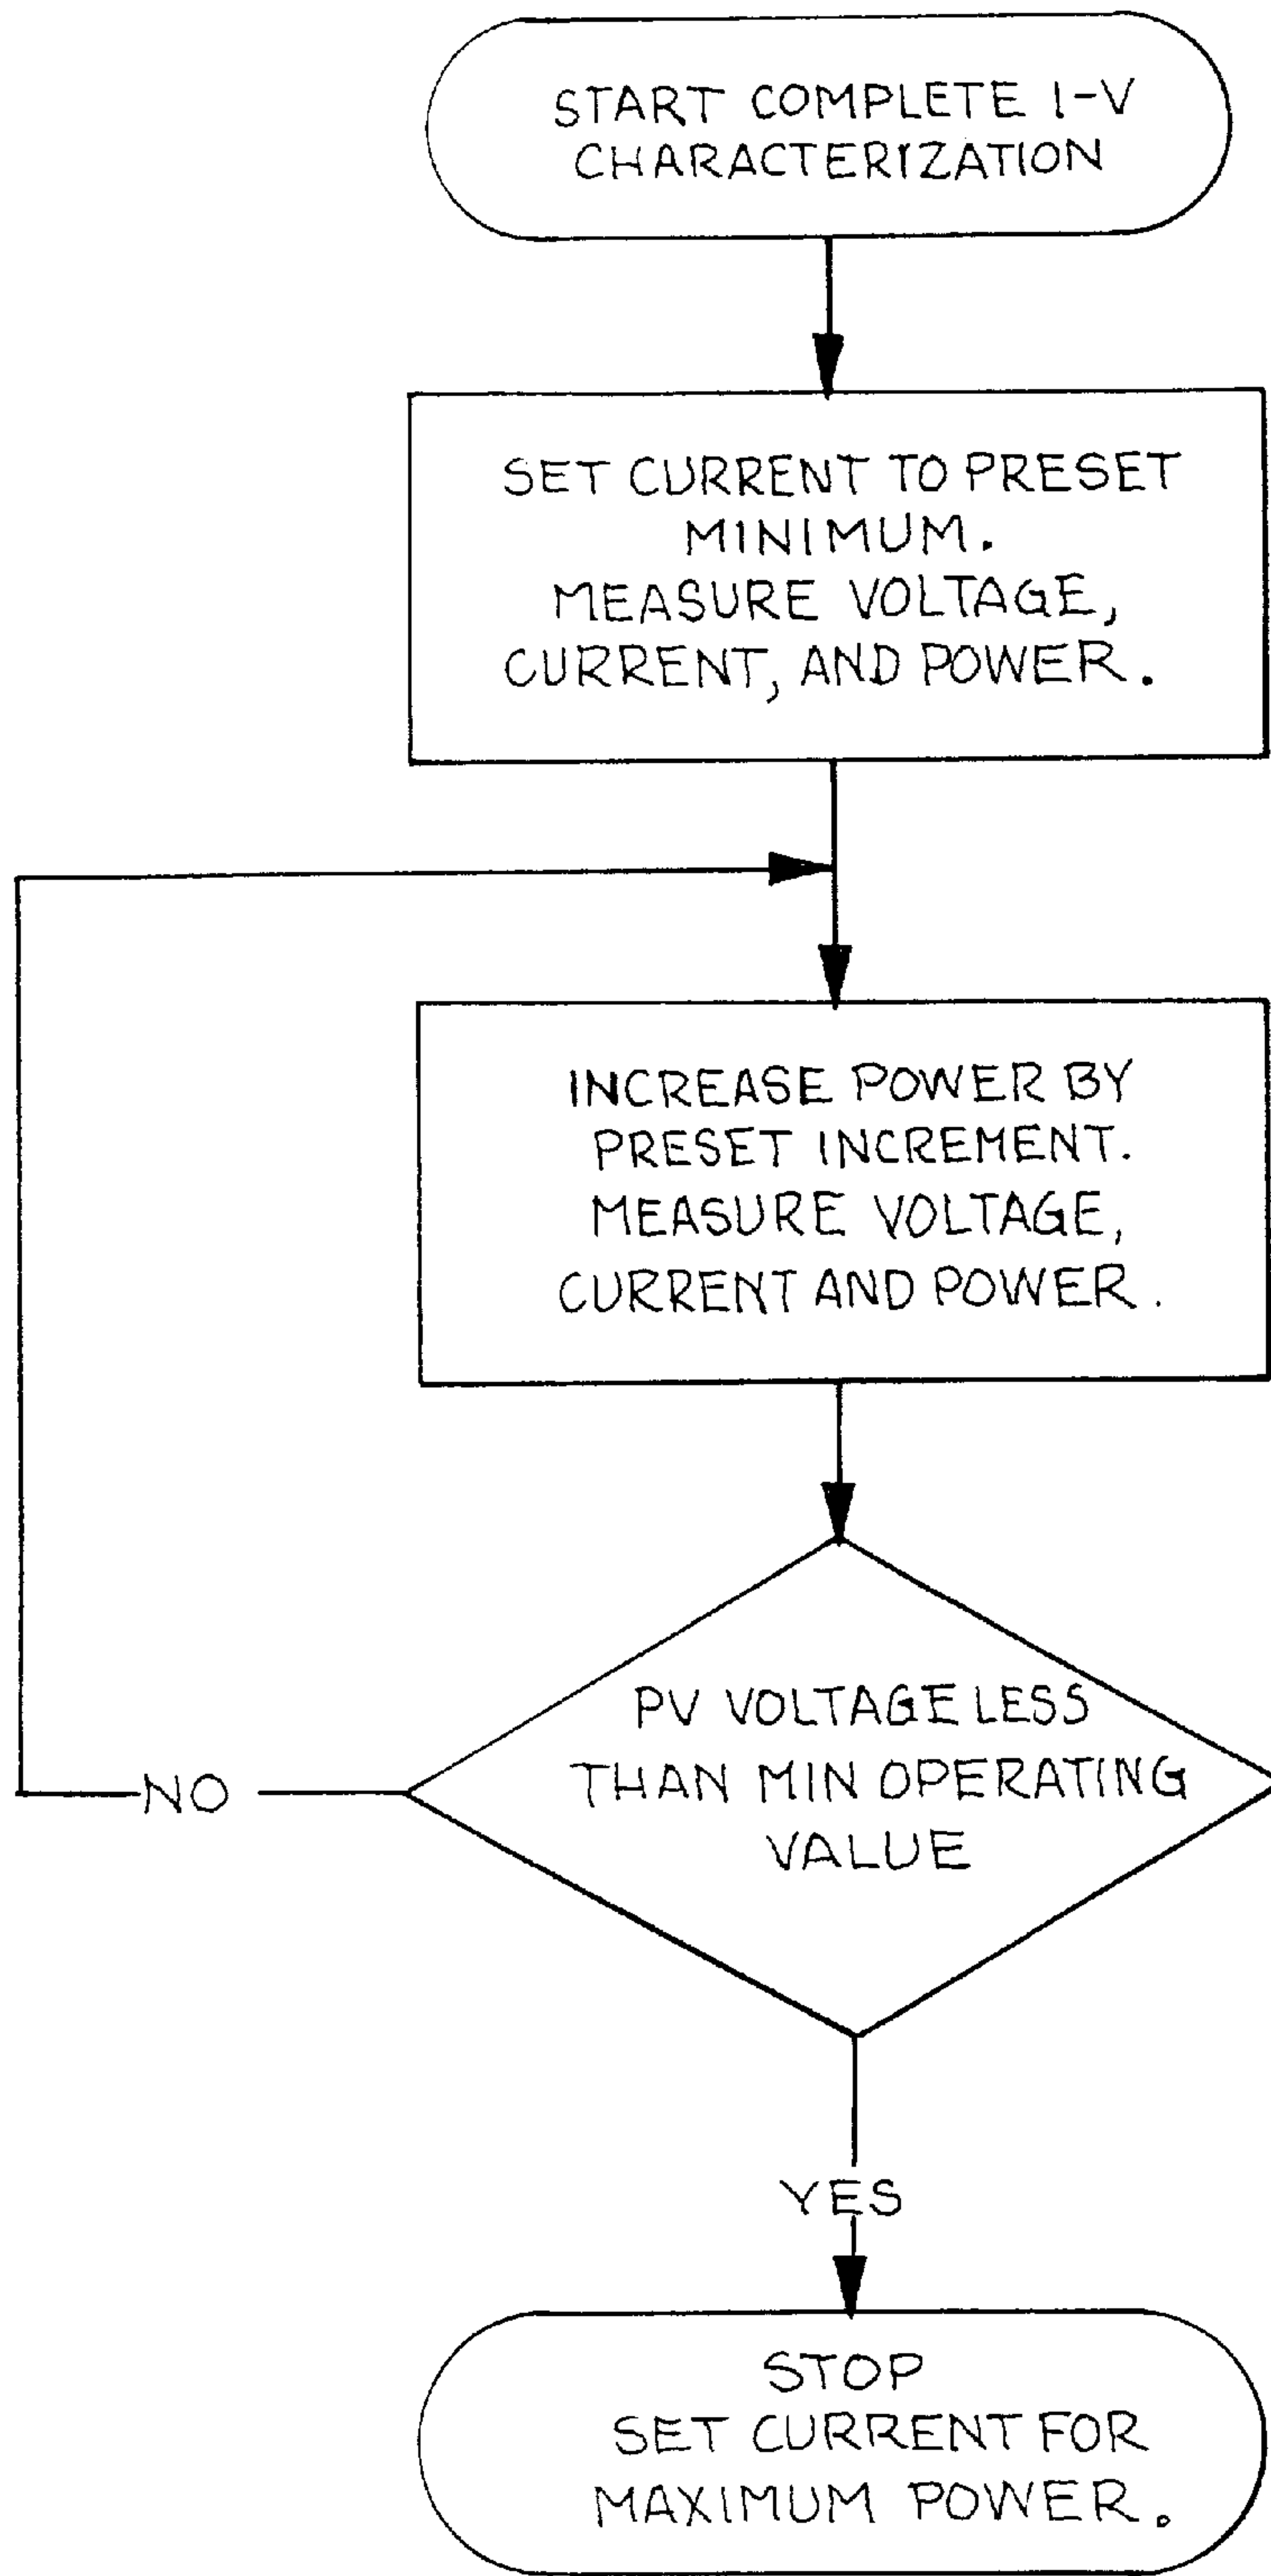 START COMPLETE I-V
CHARACTERIZATION
SET CURRENT TO PRESET
MINIMUM.
MEASURE VOLTAGE,
CURRENT, AND POWER.
INCREASE POWER BY
PRESET INCREMENT.
MEASURE VOLTAGE,
CURRENT AND POWER.
PV VOLTAGE LESS
THAN MIN OPERATING
VALUE
NO
YES
STOP
SET CURRENT FOR
MAXIMUM POWER.